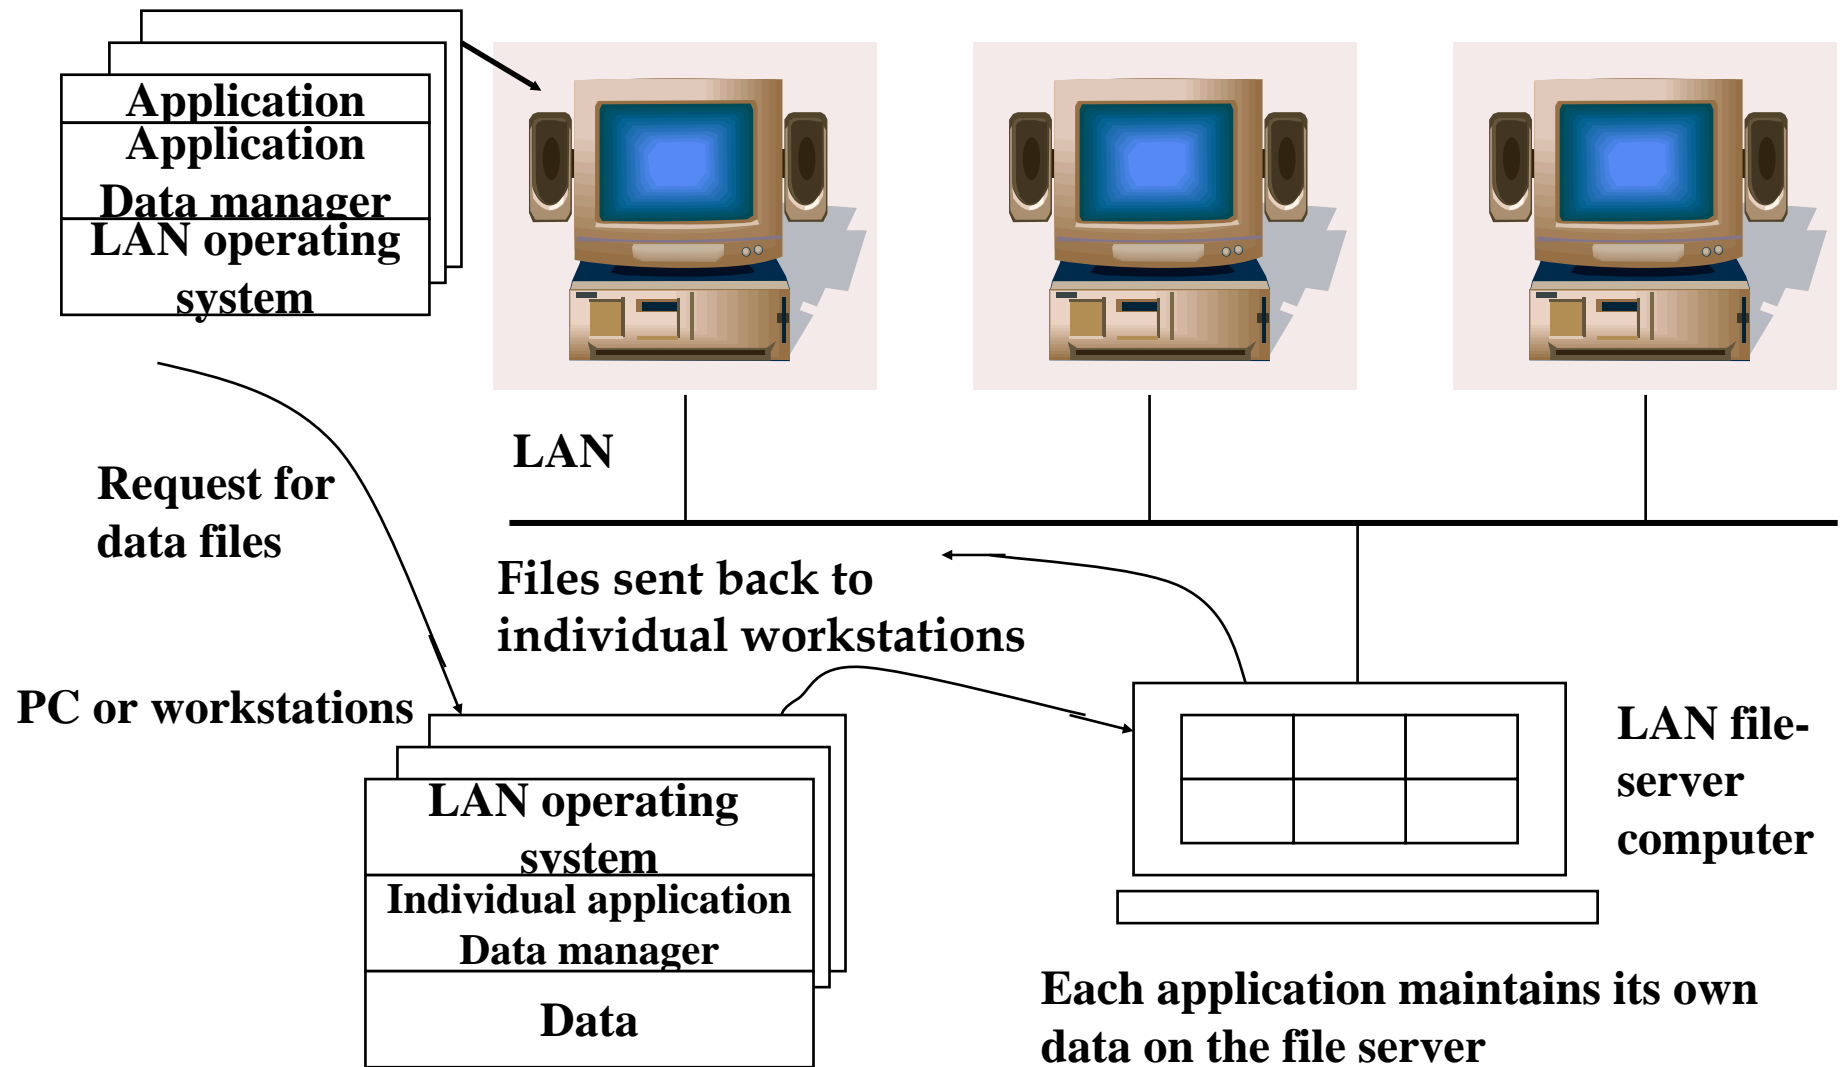 Application
Application
Data manager
LAN operating
system
LAN
Request for
data files
Files sent back to
individual workstations
PC or workstations
LAN operating
system
Individual application
Data manager
Data
LAN file-
server
computer
Each application maintains its own
data on the file server